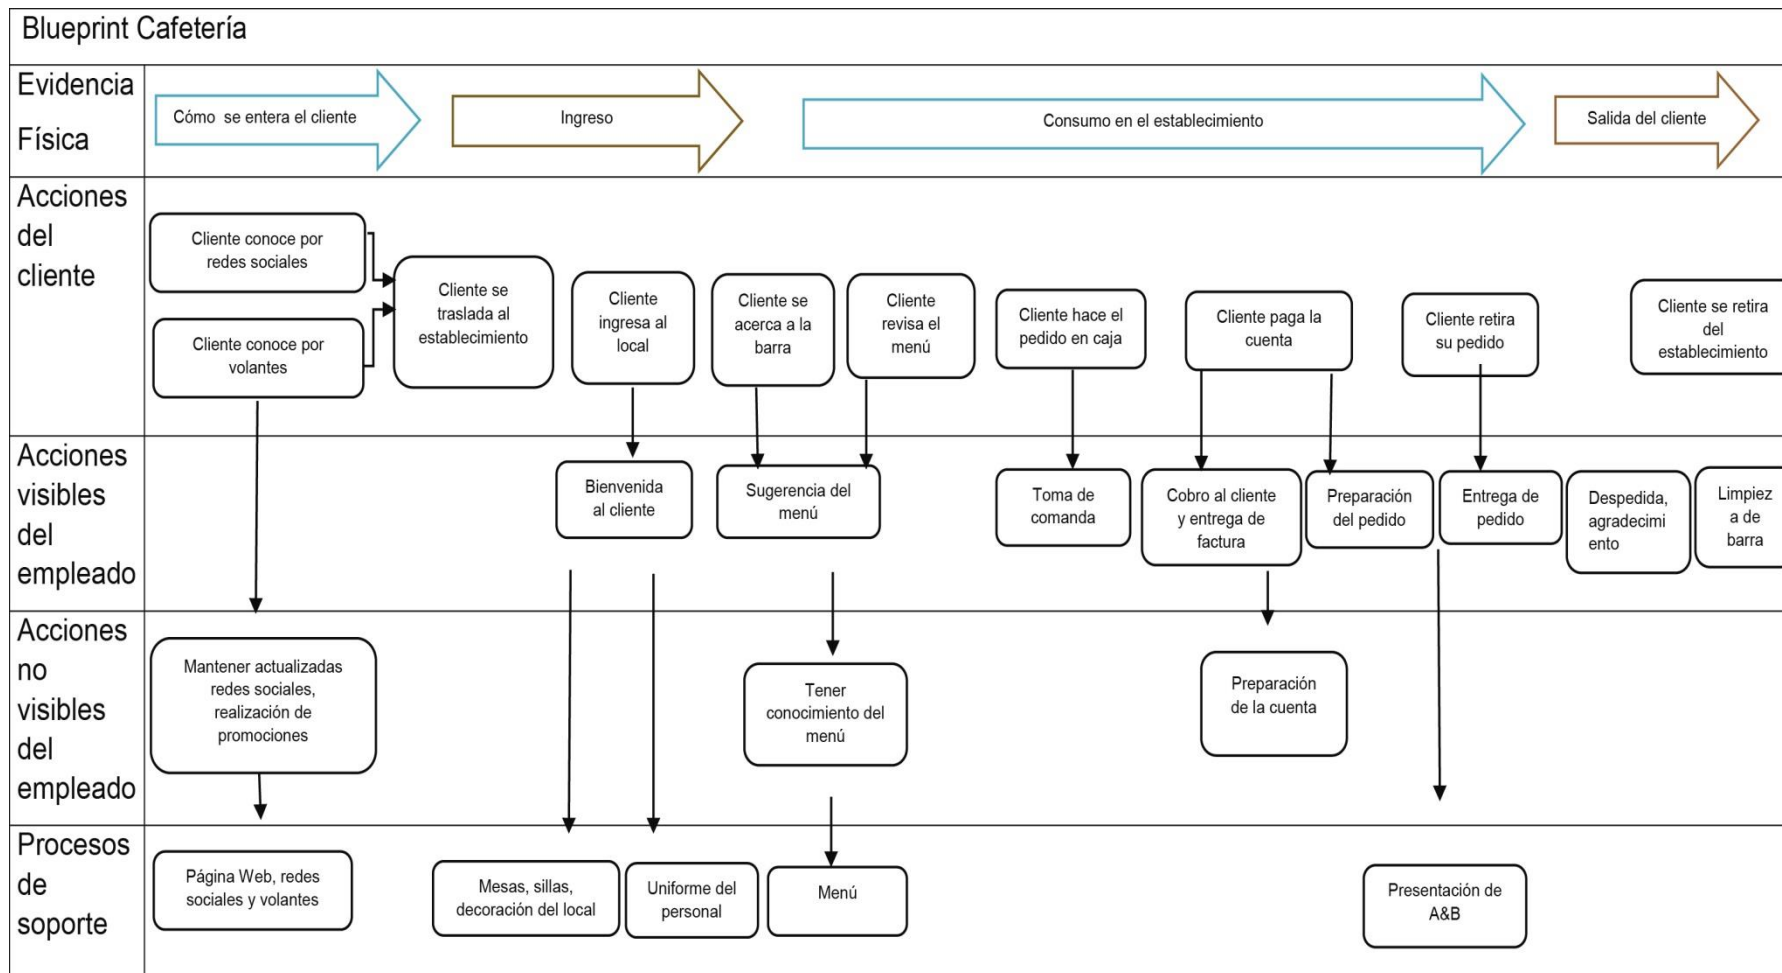 Blueprint Cafetería
Evidencia
Física
Cómo se entera el cliente
Ingreso
Consumo en el establecimiento
Salida del cliente
Acciones
del
cliente
Cliente conoce por
redes sociales
Cliente conoce por
volantes
Cliente se
traslada al
establecimiento
Cliente
ingresa al
local
Cliente se
acerca a la
barra
Cliente
revisa el
menú
Cliente hace el
pedido en caja
Cliente paga la
cuenta
Cliente retira
su pedido
Cliente se retira
del
establecimiento
Acciones
visibles
del
empleado
Bienvenida
al cliente
Sugerencia del
menú
Toma de
comanda
Cobro al cliente
y entrega de
factura
Preparación
del pedido
Entrega de
pedido
Despedida,
agradecimi
ento
Limpiez
a de
barra
Acciones
no
visibles
del
empleado
Mantener actualizadas
redes sociales,
realización de
promociones
Tener
conocimiento del
menú
Preparación
de la cuenta
Procesos
de
soporte
Página Web, redes
sociales y volantes
Mesas, sillas,
decoración del local
Uniforme del
personal
Menú
Presentación de
A&B